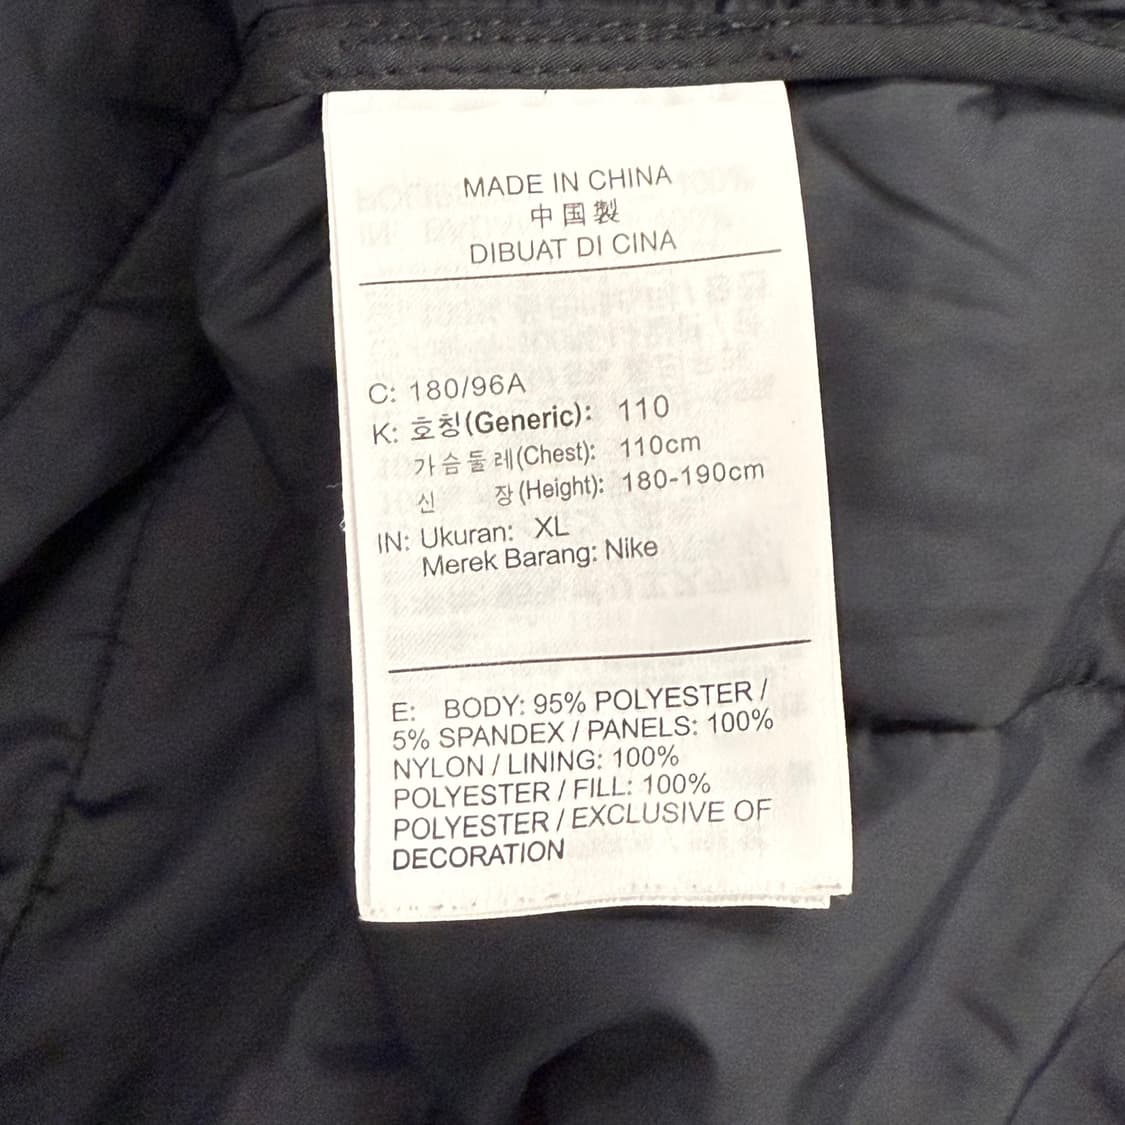 MADE IN CHINA
中国製
DIBUAT DI CINA
C: 180/96A
K: 호칭(Generic): 110
가슴둘레(Chest): 110cm
신 장(Height): 180-190cm
IN: Ukuran: XL
Merek Barang: Nike
E: BODY: 95% POLYESTER /
5% SPANDEX / PANELS: 100%
NYLON / LINING: 100%
POLYESTER / FILL: 100%
POLYESTER / EXCLUSIVE OF
DECORATION